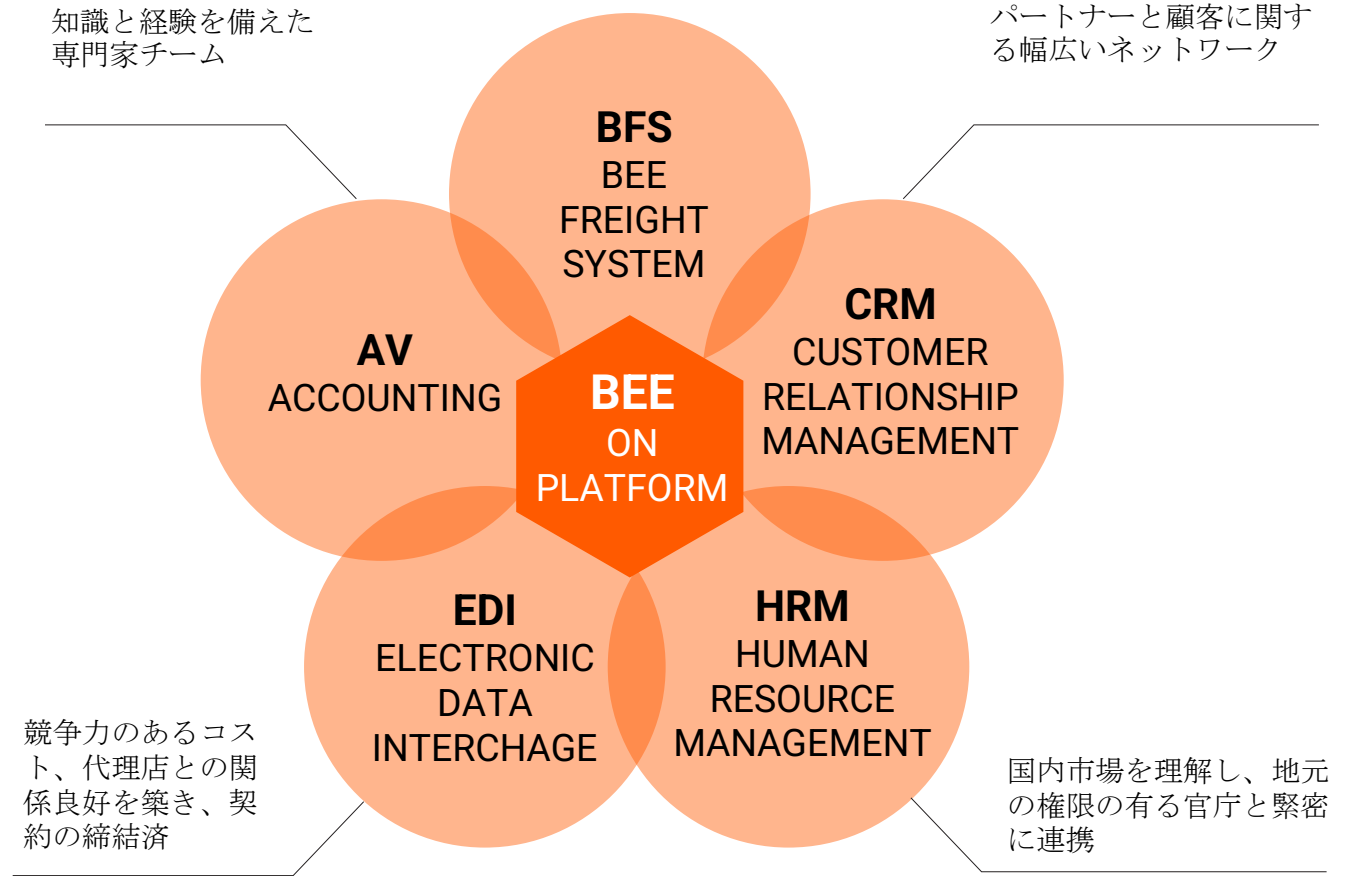 知識と経験を備えた
専門家チーム
パートナーと顧客に関す
る幅広いネットワーク
BFS
BEE
FREIGHT
SYSTEM
CRM
CUSTOMER
RELATIONSHIP
MANAGEMENT
AV
ACCOUNTING
BEE
ON
PLATFORM
EDI
ELECTRONIC
DATA
INTERCHAGE
HRM
HUMAN
RESOURCE
MANAGEMENT
競争力のあるコス
ト、代理店との関
係良好を築き、契
約の締結済
国内市場を理解し、地元
の権限の有る官庁と緊密
に連携